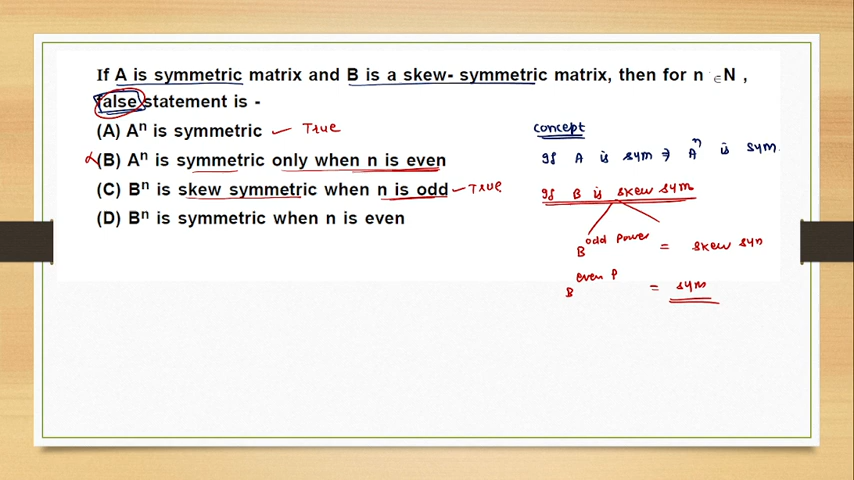 If A is symmetric matrix and B is a skew- symmetric matrix, then for n ∈ N ,
false statement is -
(A) Aⁿ is symmetric ✓ True
(B) Aⁿ is symmetric only when n is even
(C) Bⁿ is skew symmetric when n is odd ✓ True
(D) Bⁿ is symmetric when n is even
concept
If A is sym ⇒ Aⁿ is sym.
If B is skew sym
B^odd power = skew sym
B^even P = sym